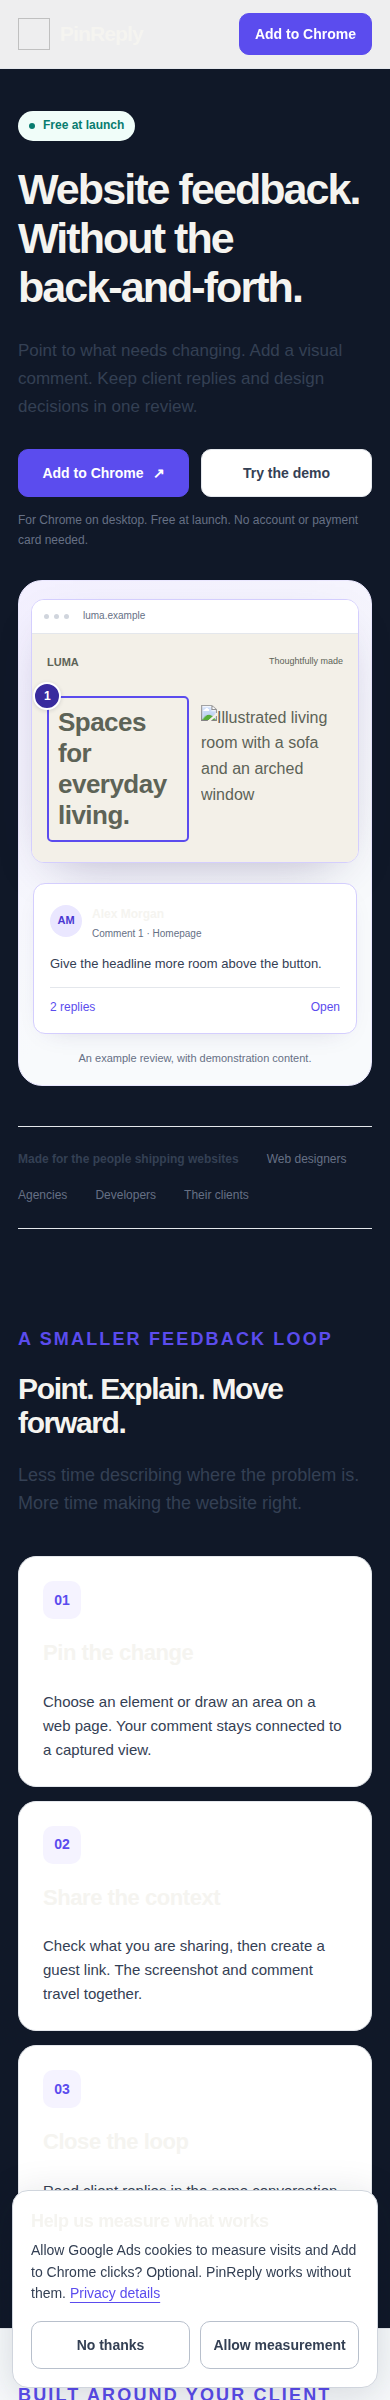 PinReply
Add to Chrome
Free at launch
Website feedback.
Without the
back-and-forth.
Point to what needs changing. Add a visual
comment. Keep client replies and design
decisions in one review.
Add to Chrome ↗
Try the demo
For Chrome on desktop. Free at launch. No account or payment
card needed.
luma.example
LUMA
Thoughtfully made
1
Spaces
for
everyday
living.
Illustrated living
room with a sofa
and an arched
window
AM
Alex Morgan
Comment 1 · Homepage
Give the headline more room above the button.
2 replies
Open
An example review, with demonstration content.
Made for the people shipping websites
Web designers
Agencies
Developers
Their clients
A SMALLER FEEDBACK LOOP
Point. Explain. Move
forward.
Less time describing where the problem is.
More time making the website right.
01
Pin the change
Choose an element or draw an area on a
web page. Your comment stays connected to
a captured view.
02
Share the context
Check what you are sharing, then create a
guest link. The screenshot and comment
travel together.
03
Close the loop
Read client replies in the same conversation.
Help us measure what works
Allow Google Ads cookies to measure visits and Add
to Chrome clicks? Optional. PinReply works without
them. Privacy details
No thanks
Allow measurement
BUILT AROUND YOUR CLIENT